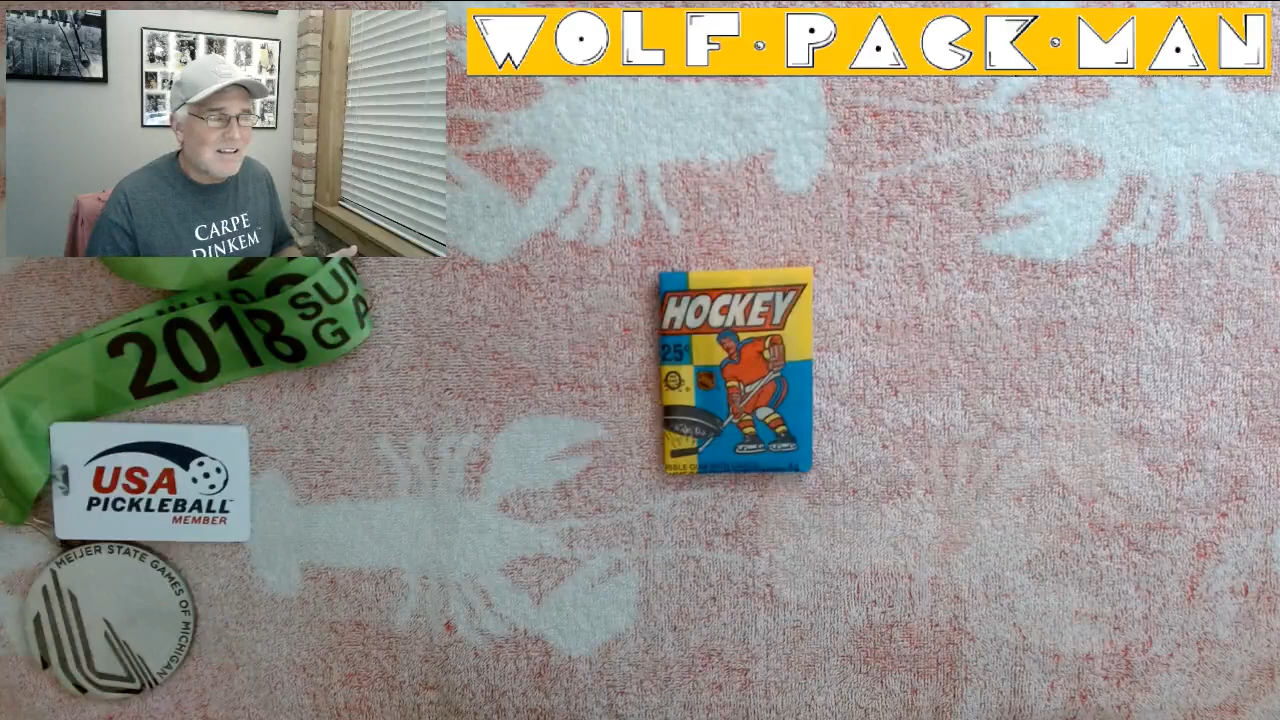 WOLF·PACK·MAN
CARPE
DINKEM
2018
SU
G
HOCKEY
25¢
USA
PICKLEBALL
MEMBER
MEIJER STATE GAMES OF MICHIGAN